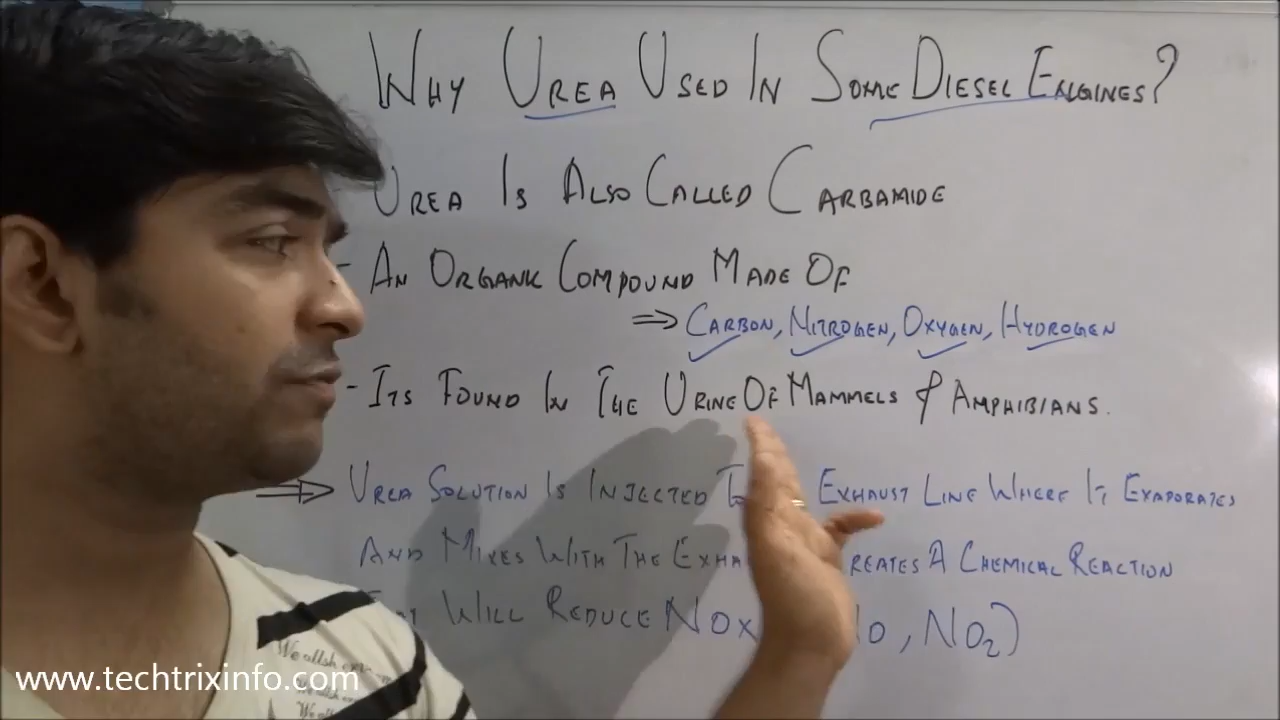 WHY UREA USED IN SOME DIESEL ENGINES?
UREA IS ALSO CALLED CARBAMIDE
- AN ORGANIC COMPOUND MADE OF
⇒ CARBON, NITROGEN, OXYGEN, HYDROGEN
- ITS FOUND IN THE URINE OF MAMMELS & AMPHIBIANS.
⇒ UREA SOLUTION IS INJECTED EXHAUST LINE WHERE IT EVAPORATES
AND MIXES WITH THE A CHEMICAL REACTION
WILL REDUCE NOx , NO2)
We allsh
www.techtrixinfo.com